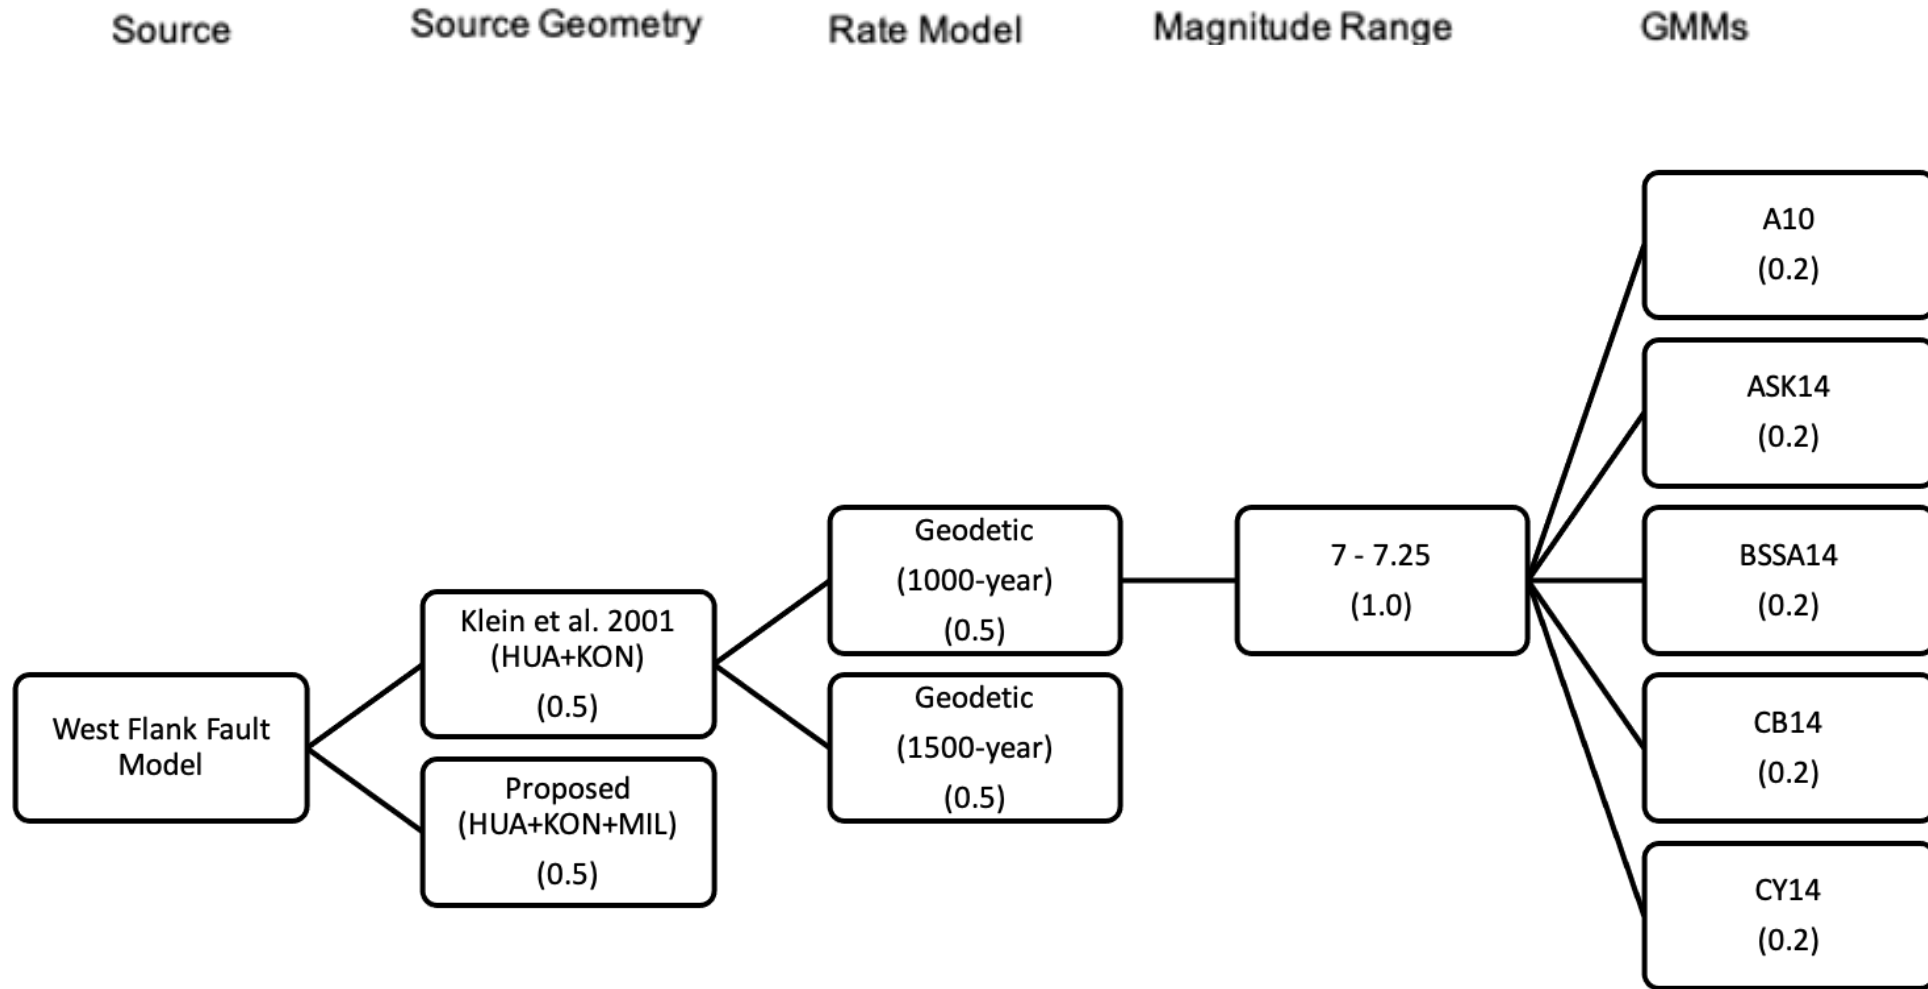 Source
Source Geometry
Rate Model
Magnitude Range
GMMs
West Flank Fault
Model
Klein et al. 2001
(HUA+KON)
(0.5)
Proposed
(HUA+KON+MIL)
(0.5)
Geodetic
(1000-year)
(0.5)
Geodetic
(1500-year)
(0.5)
7 - 7.25
(1.0)
A10
(0.2)
ASK14
(0.2)
BSSA14
(0.2)
CB14
(0.2)
CY14
(0.2)